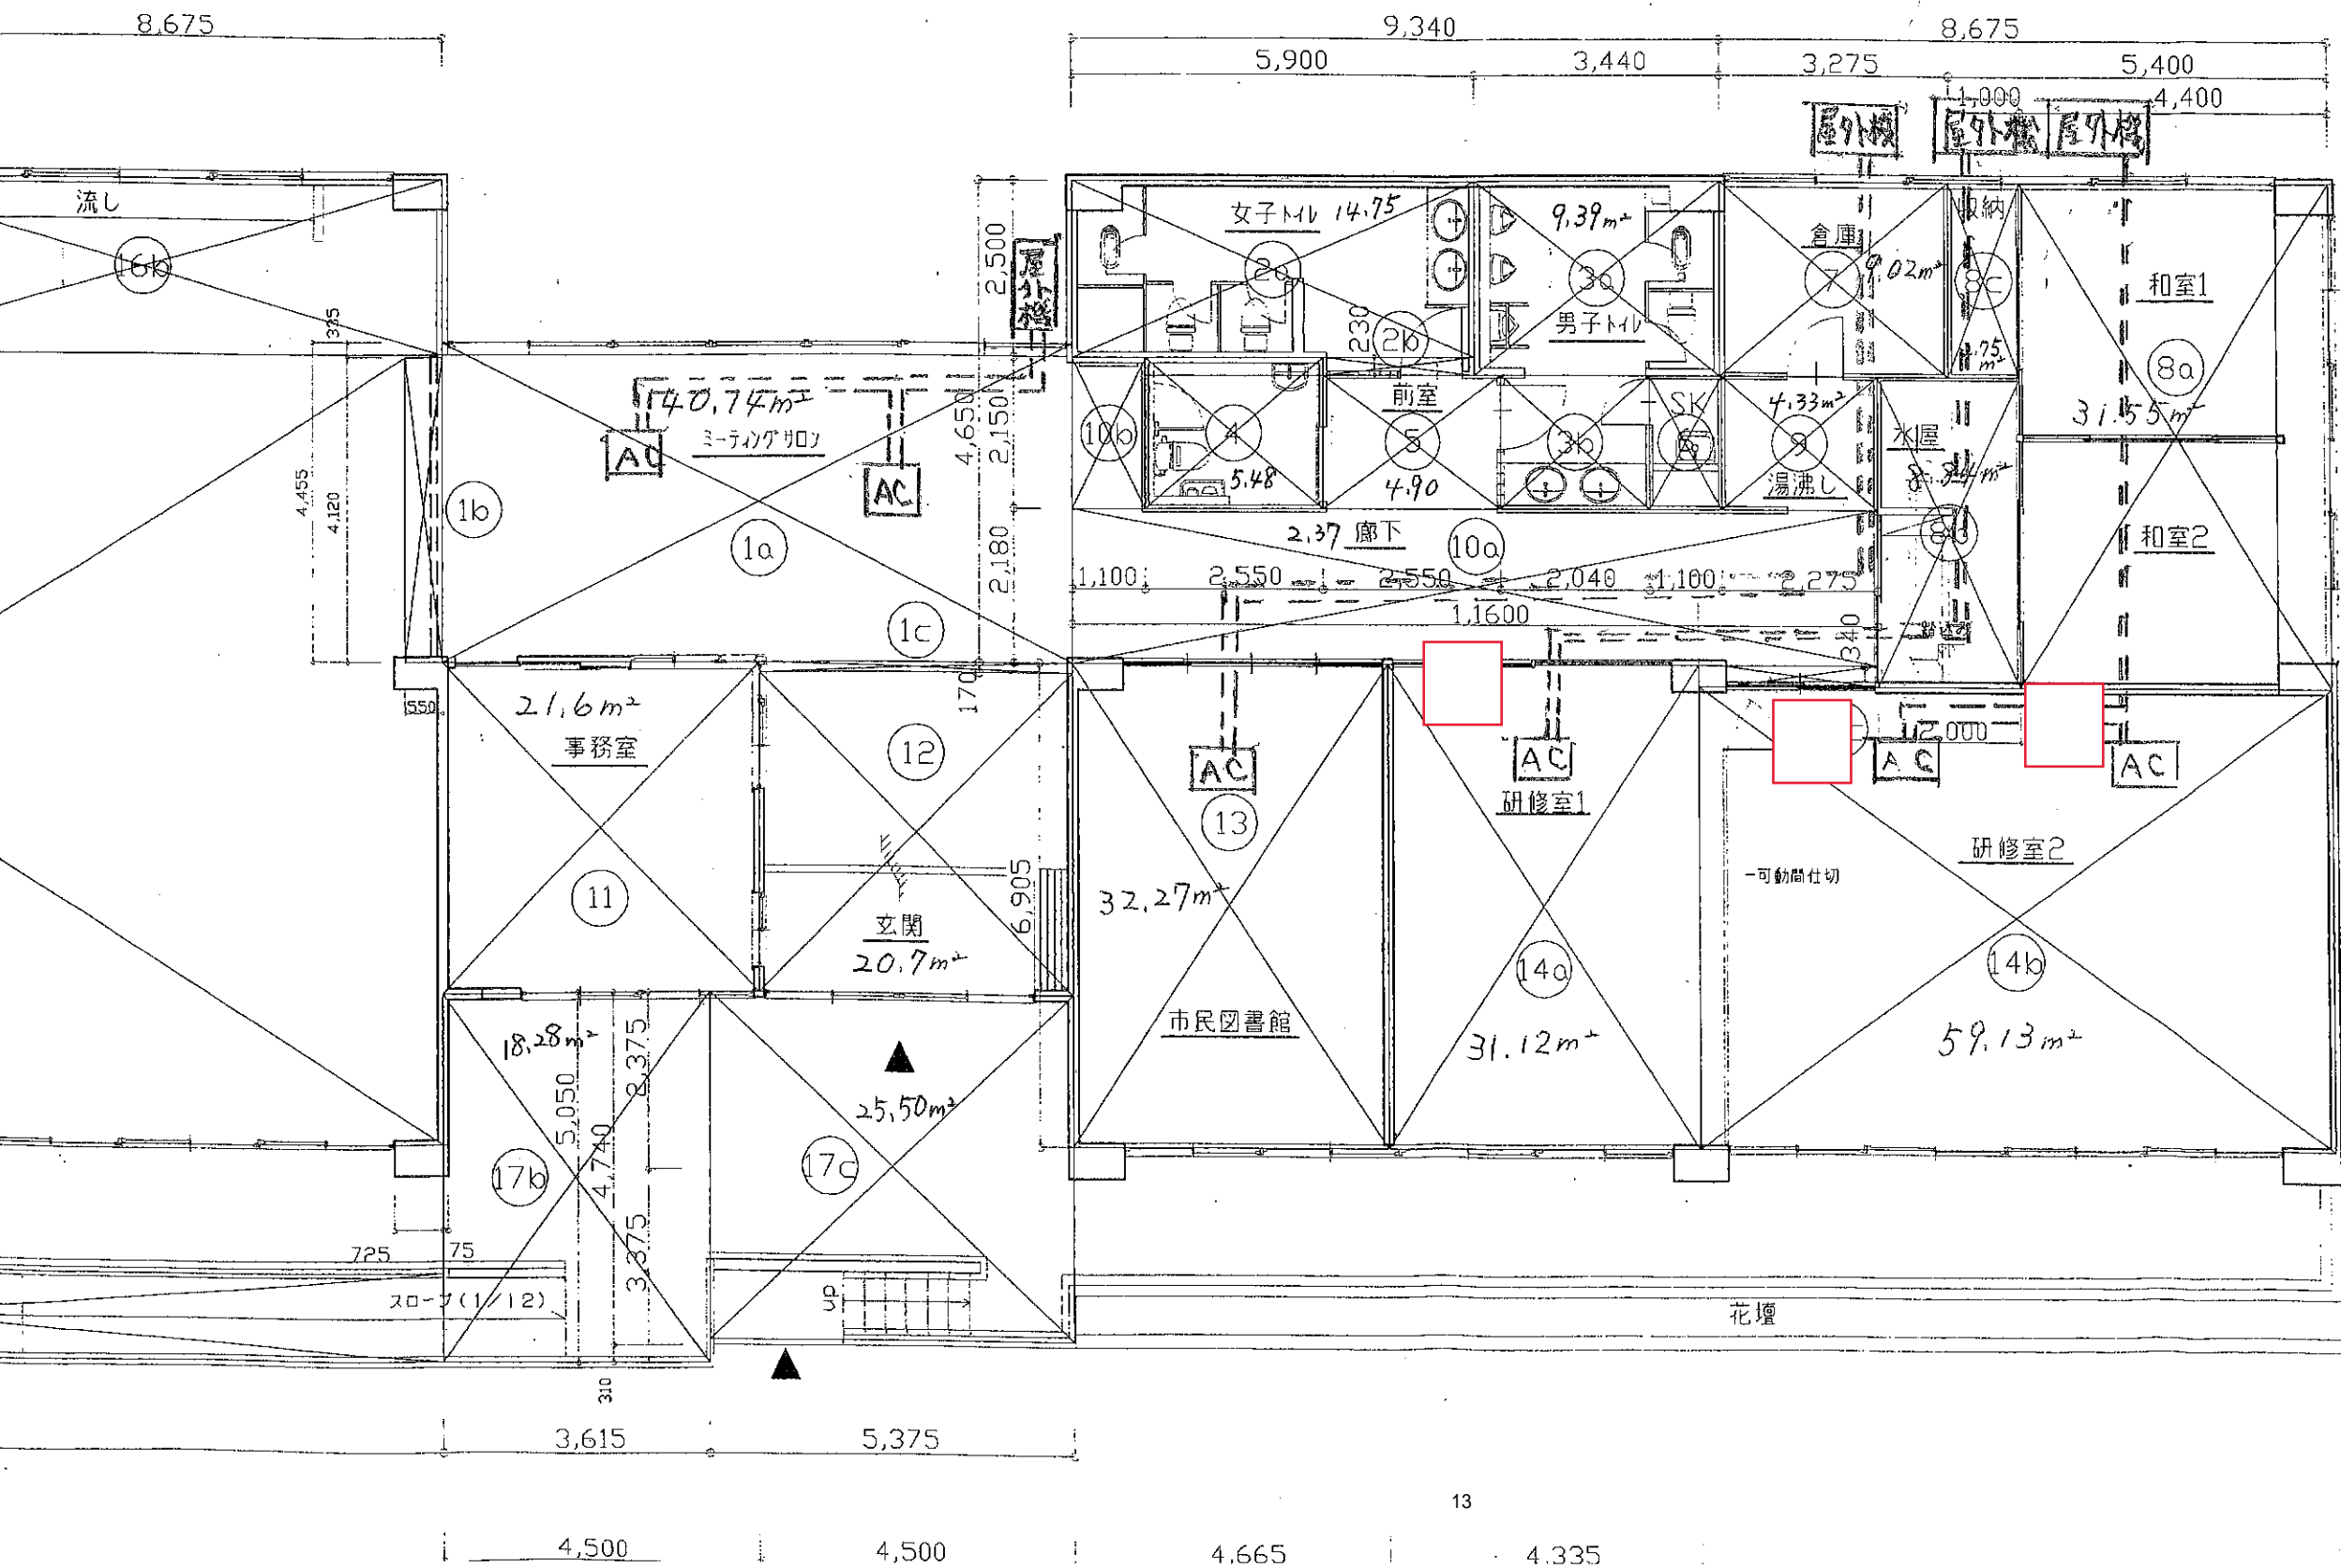 8,675
9,340
8,675
5,900
3,440
3,275
5,400
1,000
4,400
屋外機
屋外機
屋外機
流し
16b
335
4,455
4,120
550
1b
屋外機
2,500
4,650
2,150
2,180
170
40.74m²
ミーティングサロン
AC
AC
1a
1c
女子トイレ 14.75
2a
230
2b
9.39m²
3a
男子トイレ
倉庫
7
9.02m²
収納
8c
和室1
8a
31.55m²
和室2
10b
4
5.48
前室
5
4.90
3b
SK
4.33m²
9
湯沸し
水屋
2.37 廊下
10a
1,100
2,550
2,550
2,040
1,100
2,275
1,1600
340
21.6m²
事務室
11
12
玄関
20.7m²
6,905
AC
13
32.27m²
市民図書館
AC
研修室1
14a
31.12m²
2,000
AC
AC
研修室2
可動間仕切
14b
59.13m²
18.28m²
17b
5,050
4,740
2,375
3,375
25.50m²
17c
UP
725
75
スロープ(1/12)
310
花壇
3,615
5,375
13
4,500
4,500
4,665
4,335